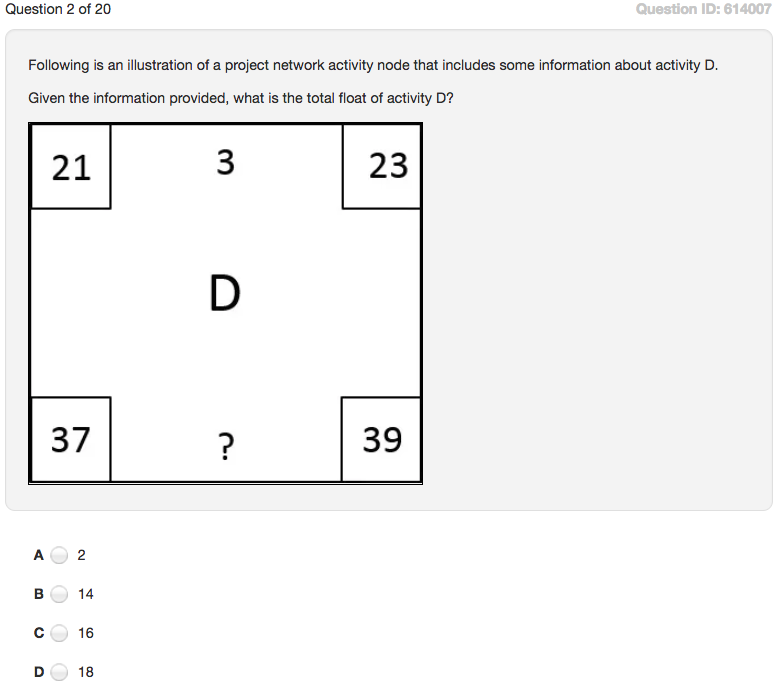 Question 2 of 20 Question ID: 614007
Following is an illustration of a project network activity node that includes some information about activity D.
Given the information provided, what is the total float of activity D?
21 3 23
D
37 ? 39
A 2
B 14
C 16
D 18